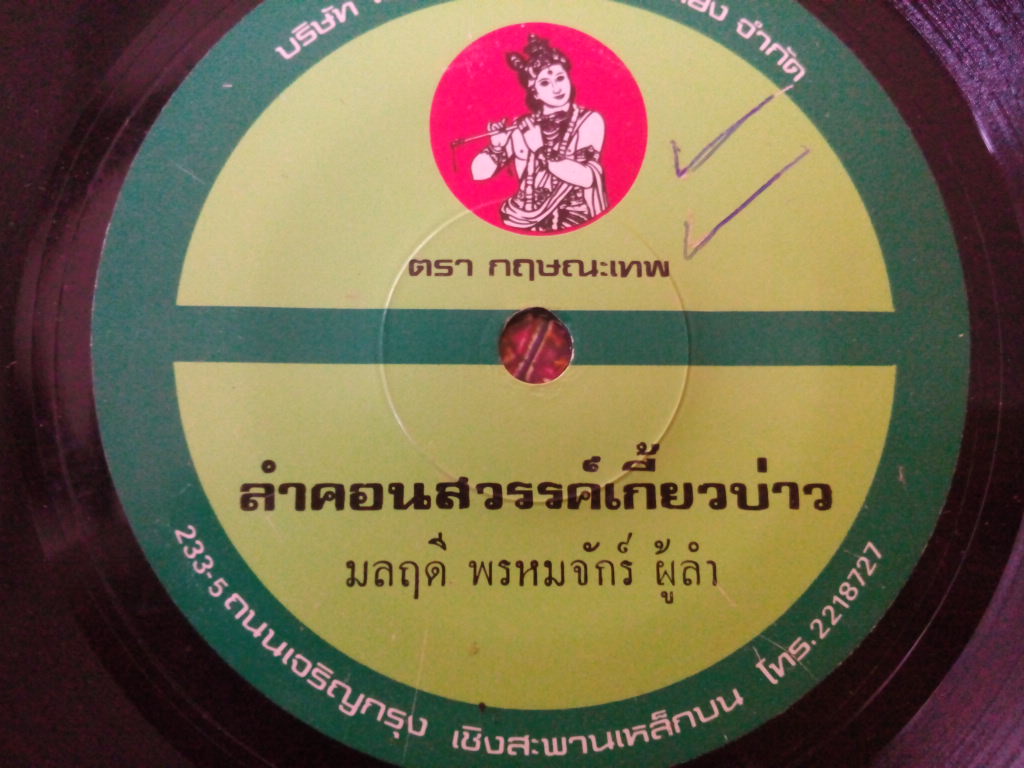 บริษัท จำกัด
ตรา กฤษณะเทพ
ลำคอนสวรรค์เกี้ยวบ่าว
มลฤดี พรหมจักร์ ผู้ลำ
233-5 ถนนเจริญกรุง เชิงสะพานเหล็กบน โทร. 2218727